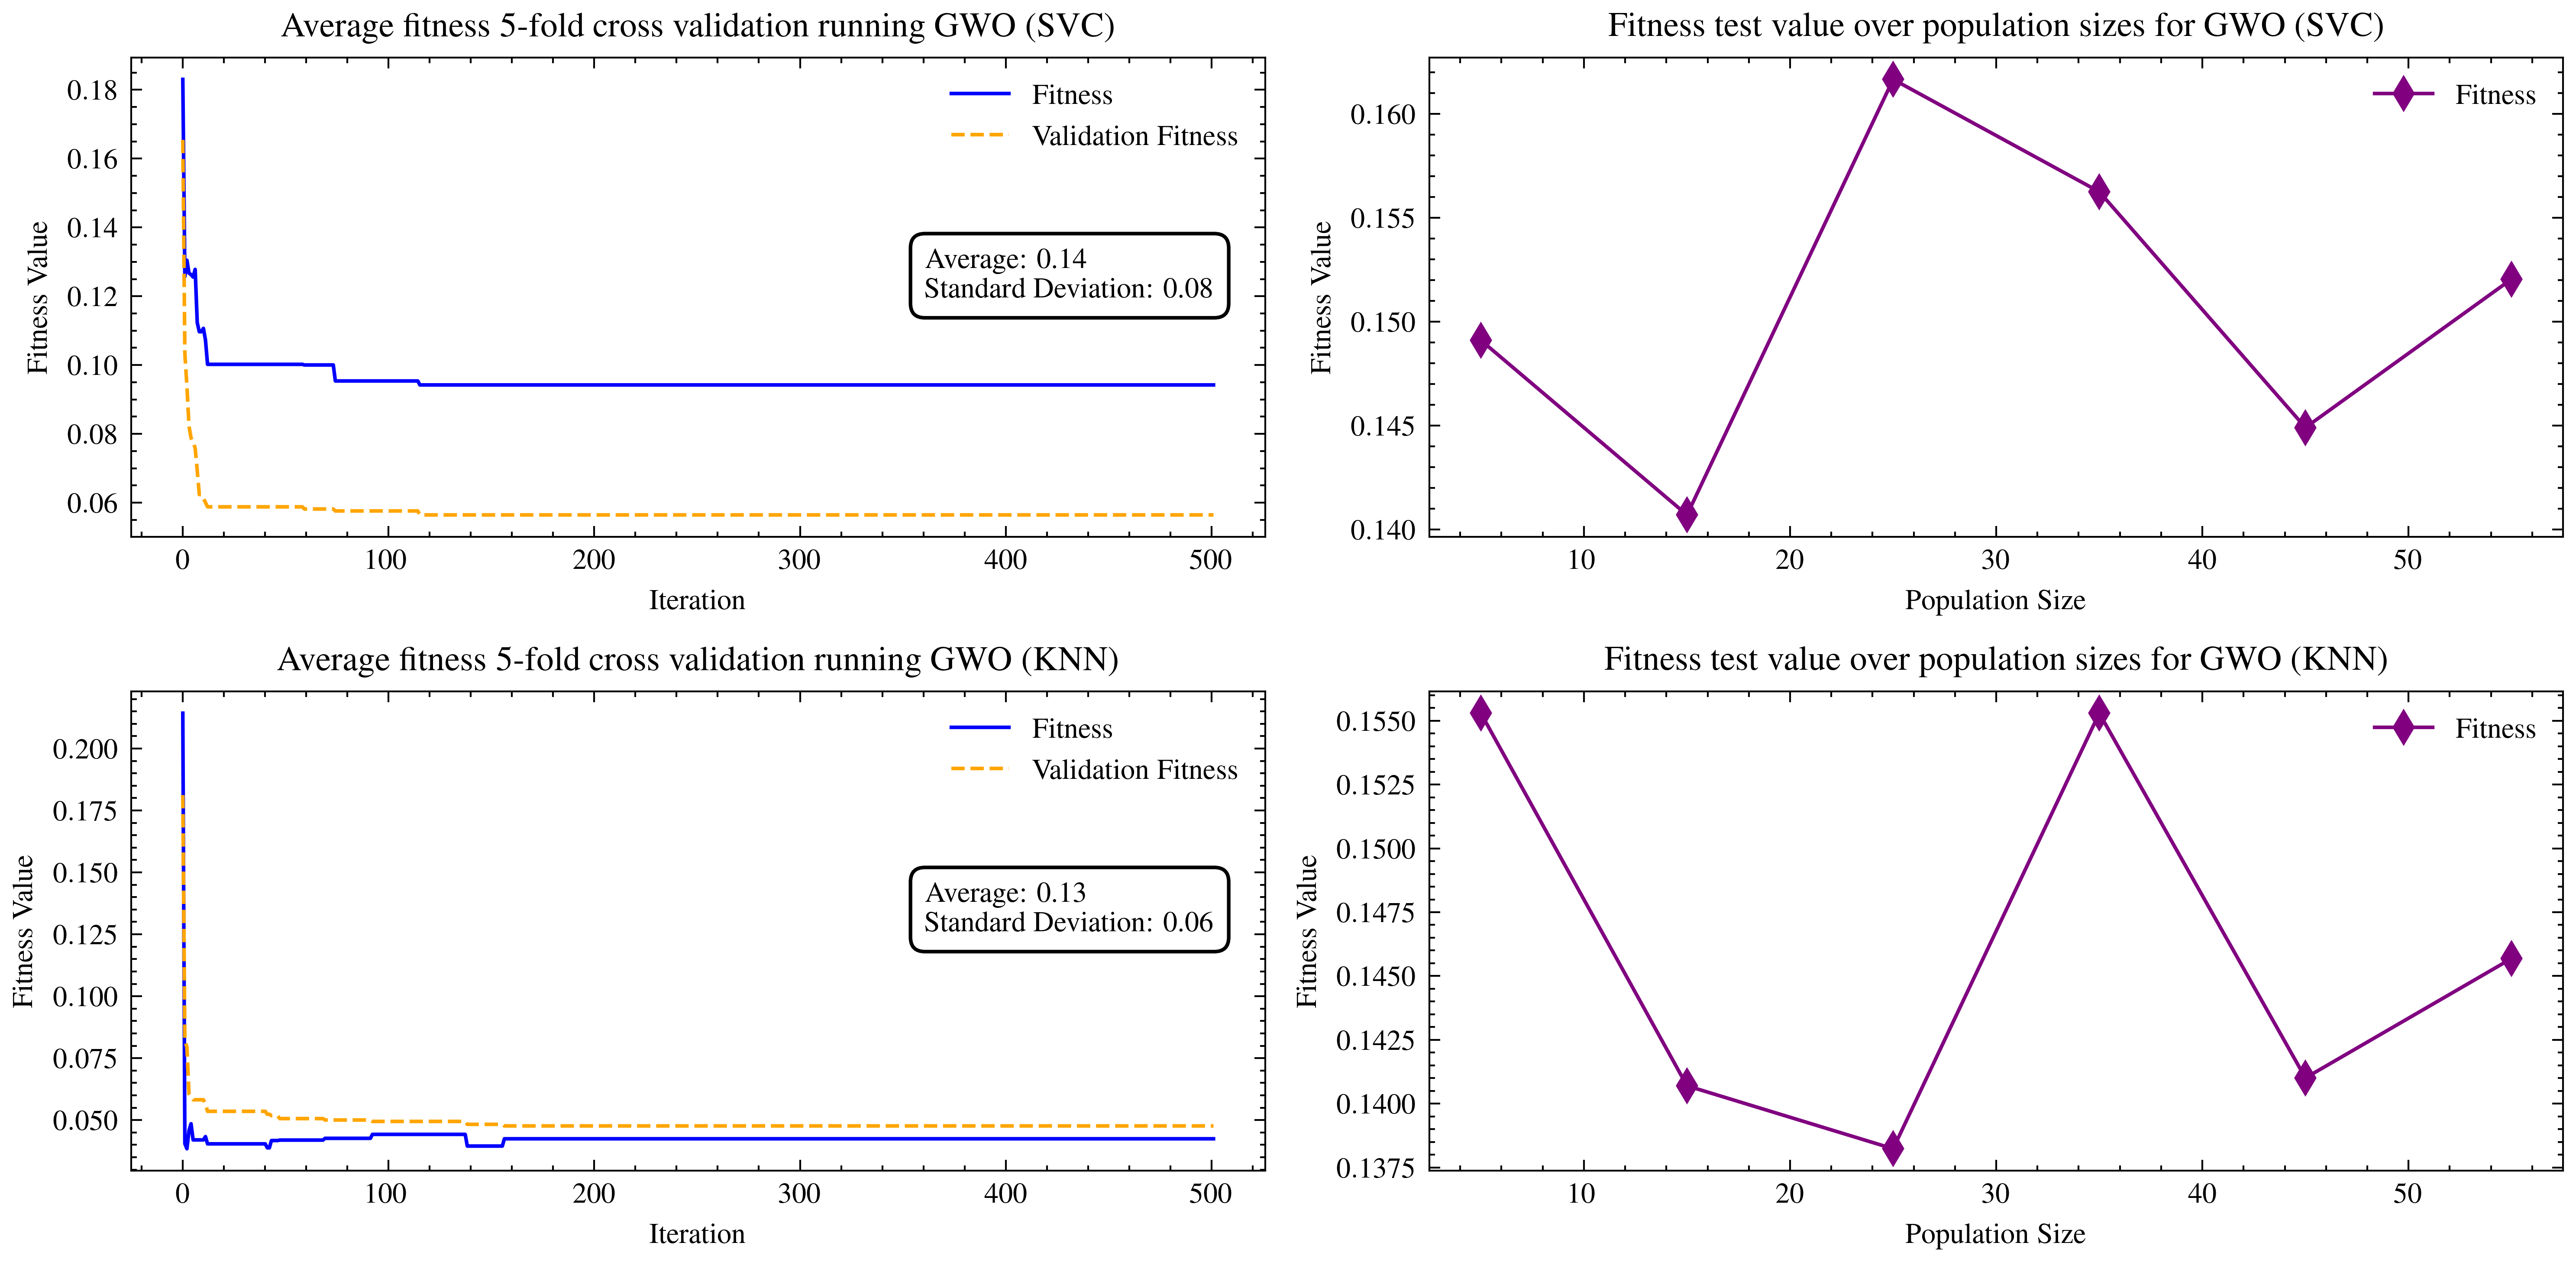 Average fitness 5-fold cross validation running GWO (SVC)
Fitness Value
0.18
0.16
0.14
0.12
0.10
0.08
0.06
Fitness
Validation Fitness
Average: 0.14
Standard Deviation: 0.08
0 100 200 300 400 500
Iteration
Fitness test value over population sizes for GWO (SVC)
Fitness Value
0.160
0.155
0.150
0.145
0.140
Fitness
10 20 30 40 50
Population Size
Average fitness 5-fold cross validation running GWO (KNN)
Fitness Value
0.200
0.175
0.150
0.125
0.100
0.075
0.050
Fitness
Validation Fitness
Average: 0.13
Standard Deviation: 0.06
0 100 200 300 400 500
Iteration
Fitness test value over population sizes for GWO (KNN)
Fitness Value
0.1550
0.1525
0.1500
0.1475
0.1450
0.1425
0.1400
0.1375
Fitness
10 20 30 40 50
Population Size